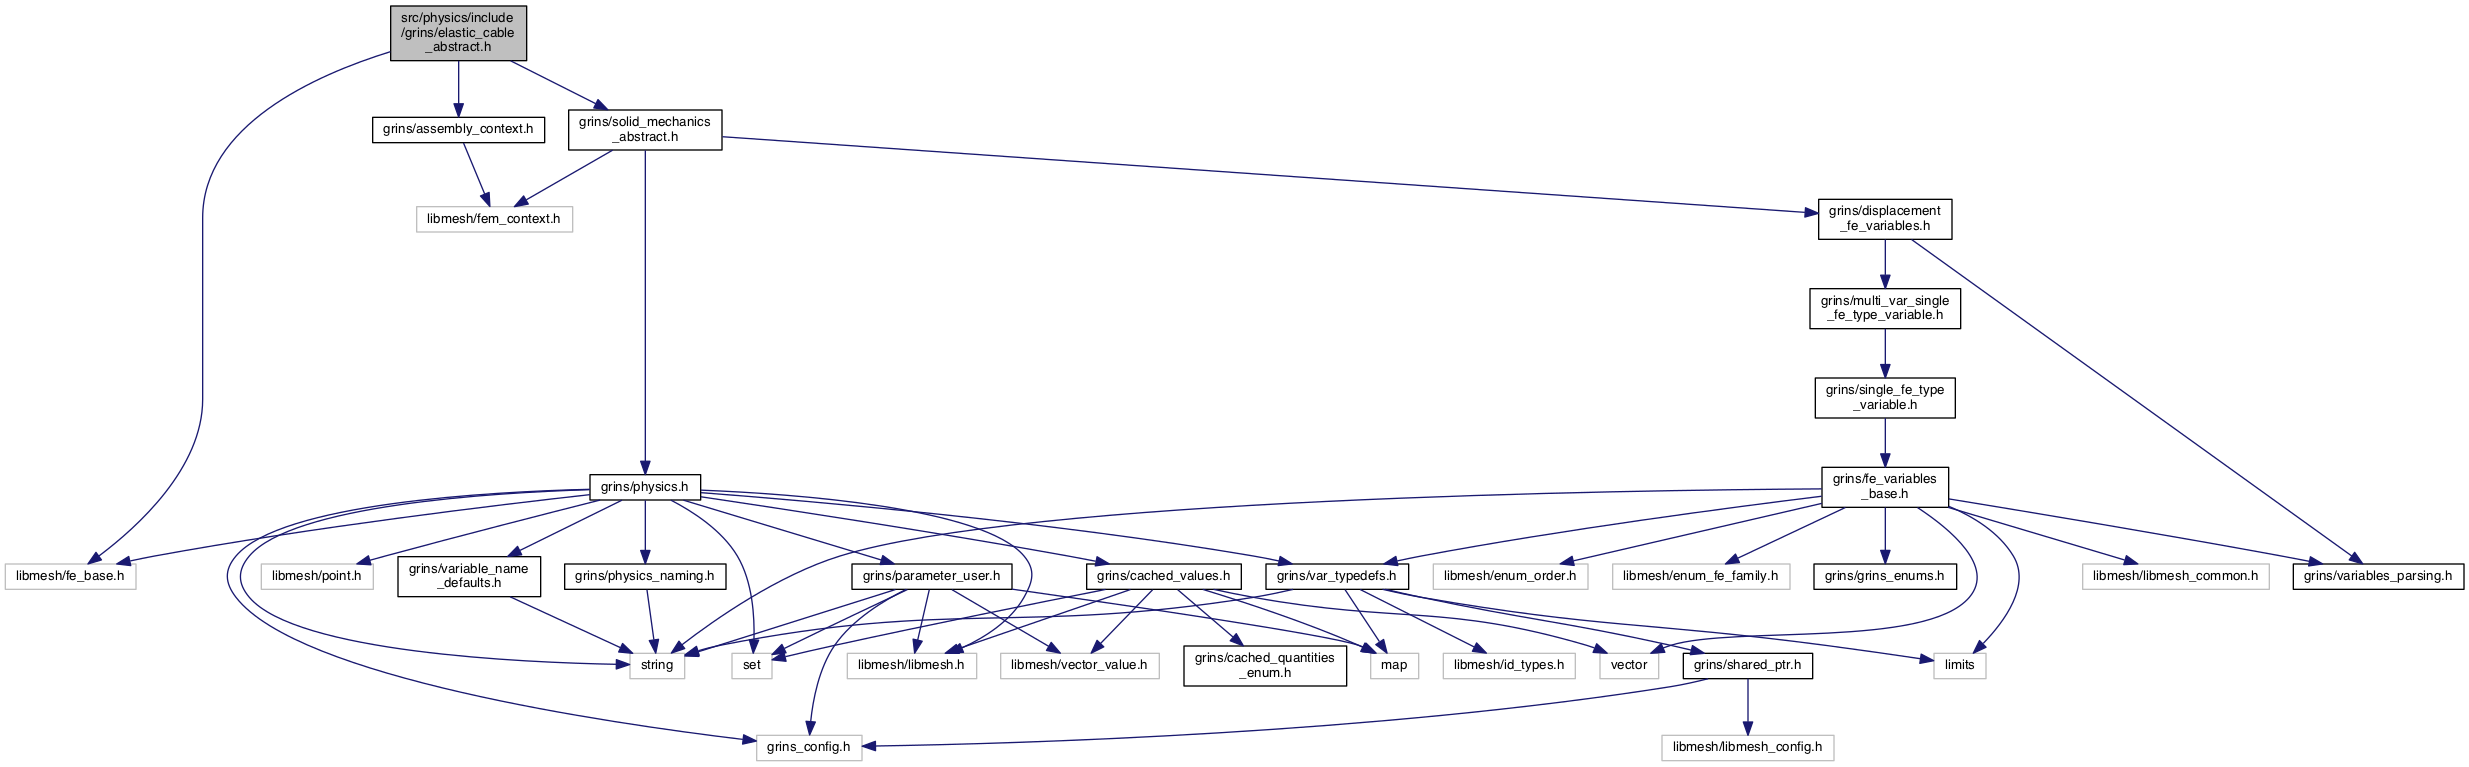 src/physics/include
/grins/elastic_cable
_abstract.h
grins/assembly_context.h
grins/solid_mechanics
_abstract.h
libmesh/fem_context.h
grins/displacement
_fe_variables.h
grins/multi_var_single
_fe_type_variable.h
grins/single_fe_type
_variable.h
grins/physics.h
grins/fe_variables
_base.h
libmesh/fe_base.h
libmesh/point.h
grins/variable_name
_defaults.h
grins/physics_naming.h
grins/parameter_user.h
grins/cached_values.h
grins/var_typedefs.h
libmesh/enum_order.h
libmesh/enum_fe_family.h
grins/grins_enums.h
libmesh/libmesh_common.h
grins/variables_parsing.h
string
set
libmesh/libmesh.h
libmesh/vector_value.h
grins/cached_quantities
_enum.h
map
libmesh/id_types.h
vector
grins/shared_ptr.h
limits
grins_config.h
libmesh/libmesh_config.h